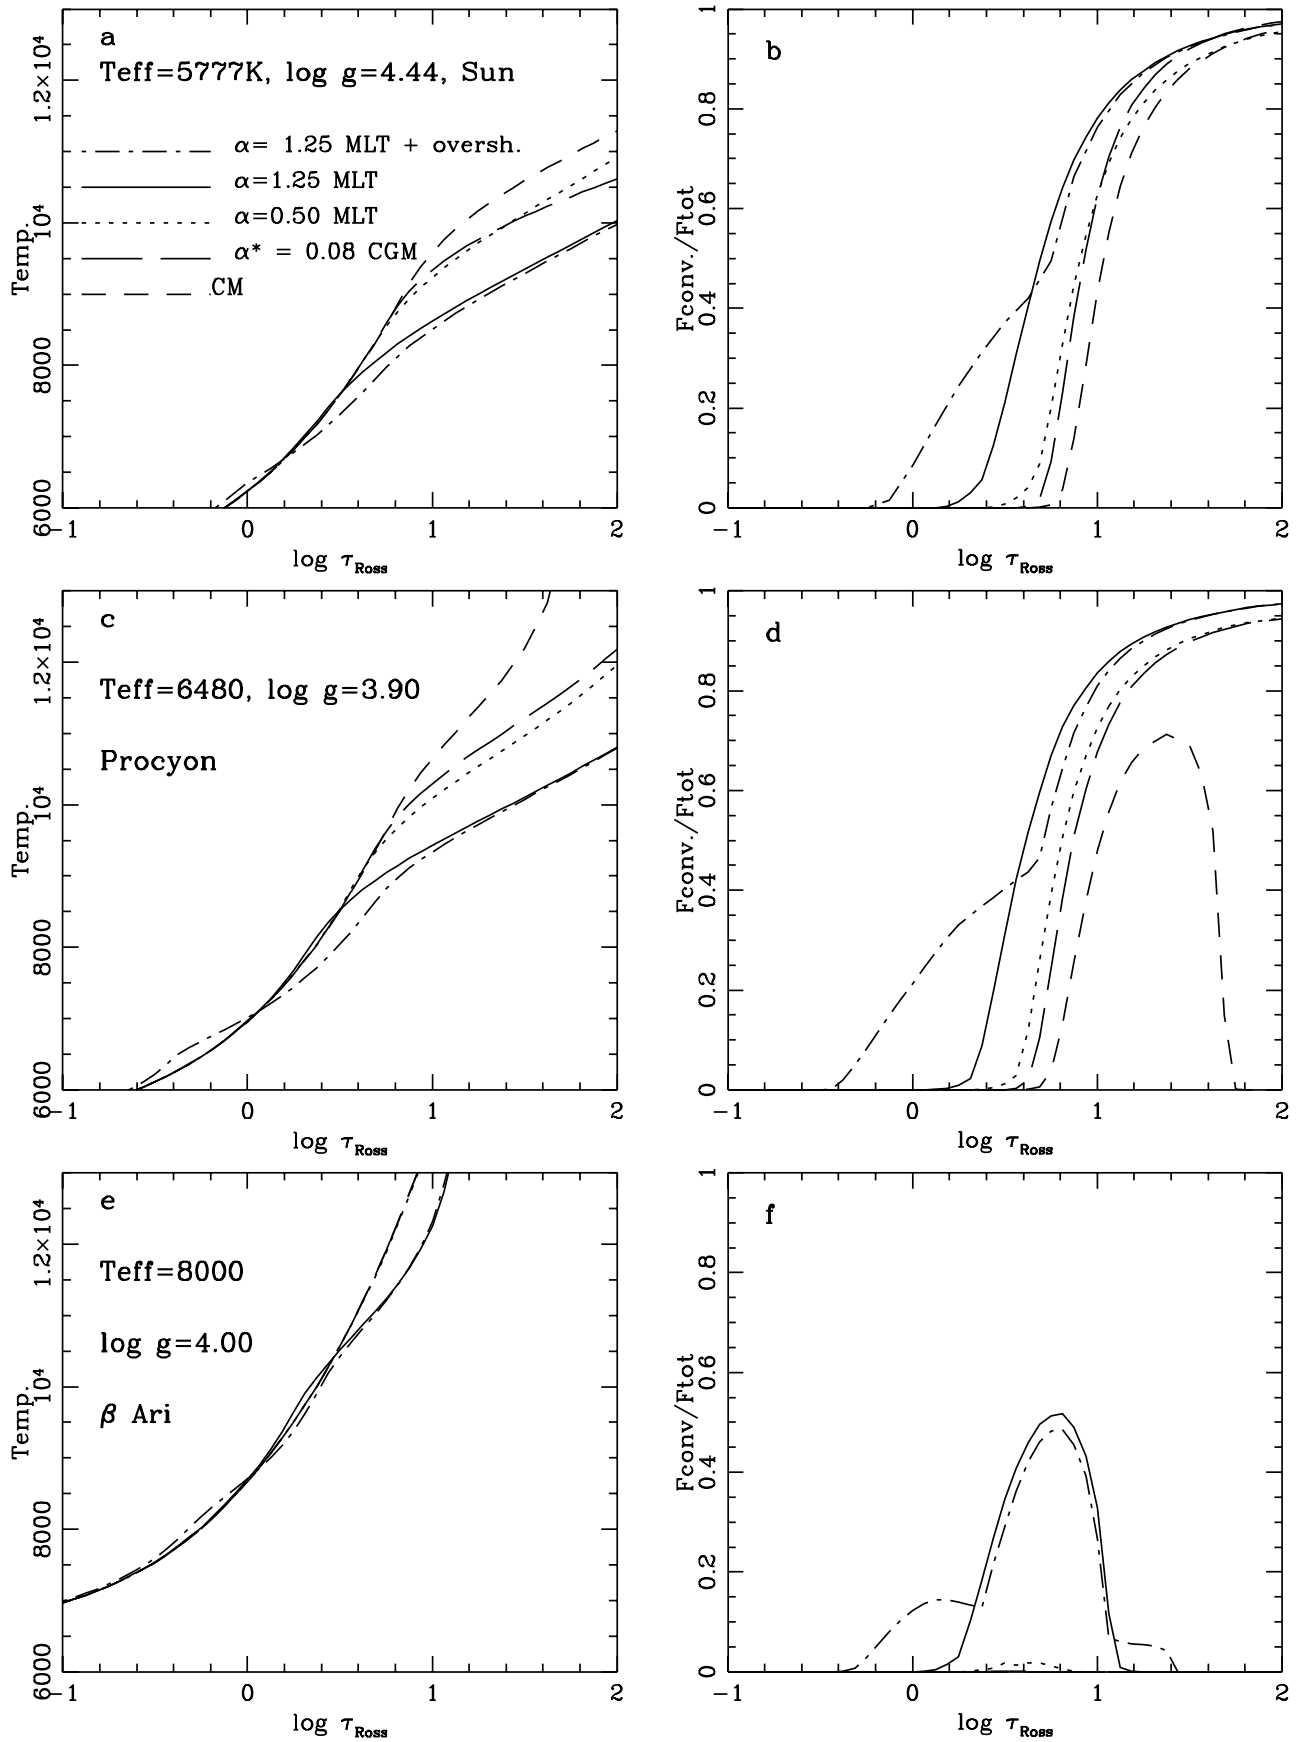 a
Teff=5777K, log g=4.44, Sun
α= 1.25 MLT + oversh.
α=1.25 MLT
α=0.50 MLT
α* = 0.08 CGM
CM
Temp.
6000
8000
10⁴
1.2×10⁴
−1
0
1
2
log τRoss
b
Fconv./Ftot
0
0.2
0.4
0.6
0.8
1
−1
0
1
2
log τRoss
c
Teff=6480, log g=3.90
Procyon
Temp.
6000
8000
10⁴
1.2×10⁴
−1
0
1
2
log τRoss
d
Fconv./Ftot
0
0.2
0.4
0.6
0.8
1
−1
0
1
2
log τRoss
e
Teff=8000
log g=4.00
β Ari
Temp.
6000
8000
10⁴
1.2×10⁴
−1
0
1
2
log τRoss
f
Fconv/Ftot
0
0.2
0.4
0.6
0.8
1
−1
0
1
2
log τRoss